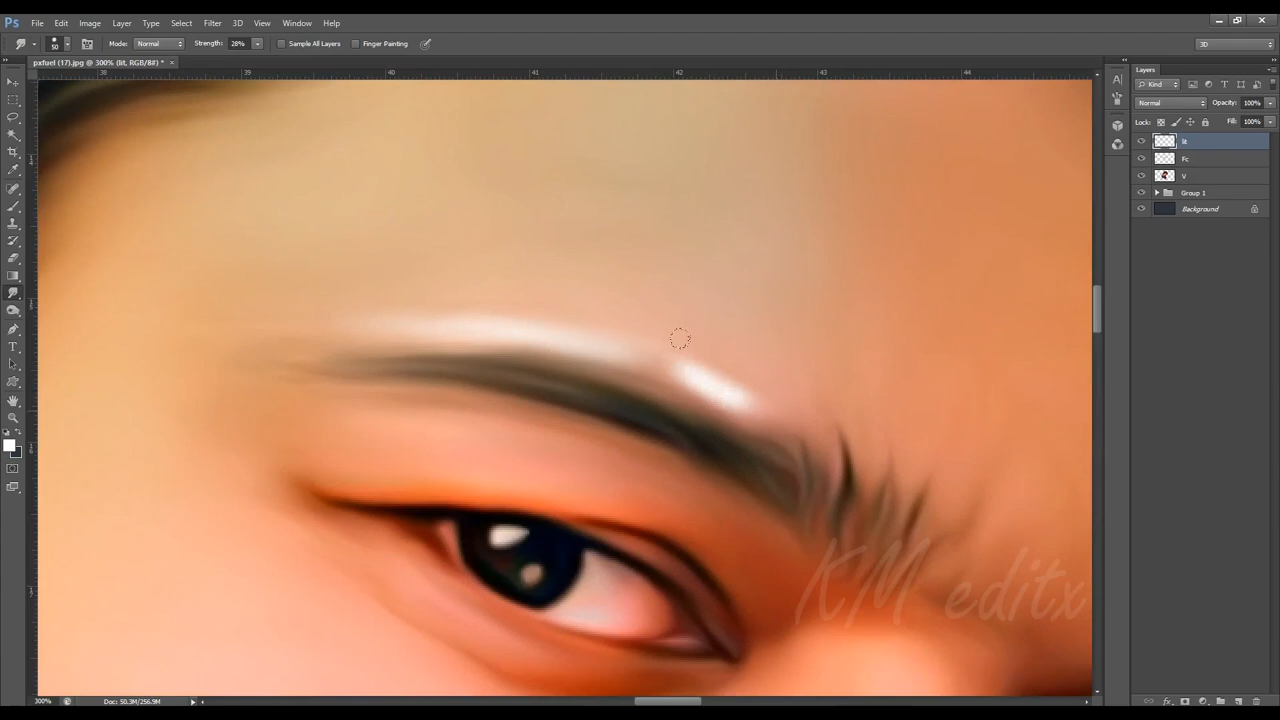 Ps File Edit Image Layer Type Select Filter 3D View Window Help
50 Mode: Normal Strength: 28% Sample All Layers Finger Painting 3D
pxfuel (17).jpg @ 300% (lit, RGB/8#) * ×
38 39 40 41 42 43 44
Layers
Kind
Normal Opacity: 100%
Lock: Fill: 100%
lit
Fc
V
Group 1
Background
KM editx
300% Doc: 50.3M/256.9M